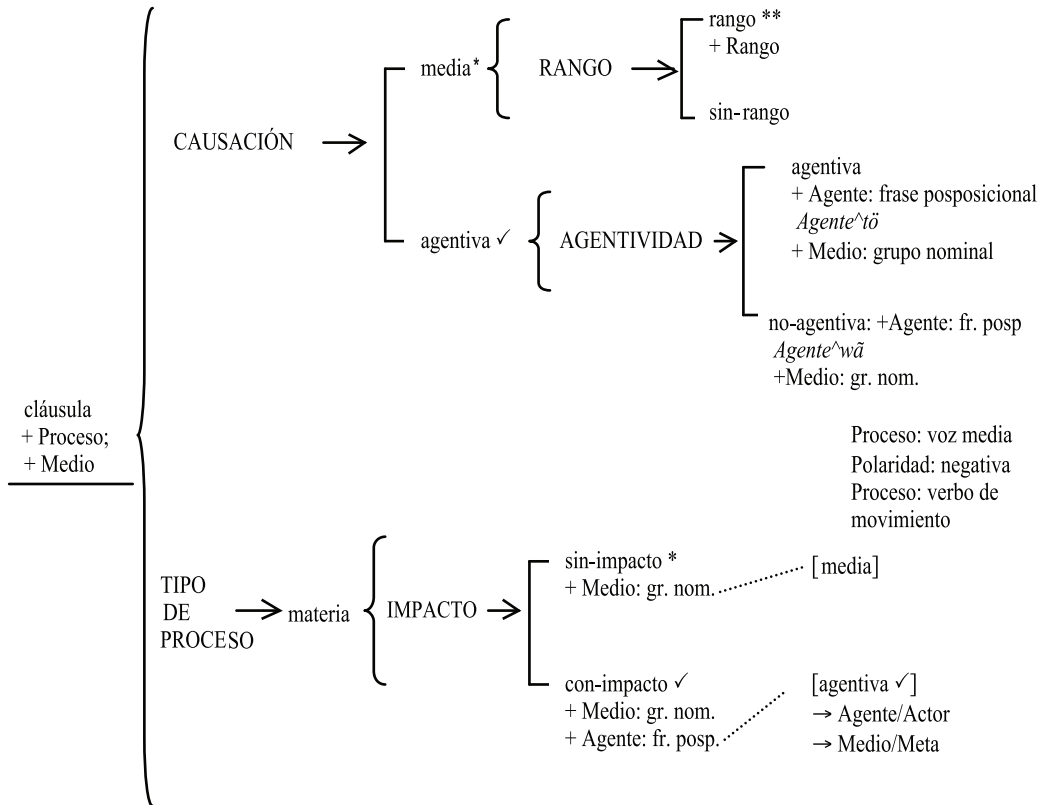 rango **
+ Rango
media*
RANGO
sin-rango
CAUSACIÓN
agentiva
+ Agente: frase posposicional
Agente^tö
+ Medio: grupo nominal
agentiva ✓
AGENTIVIDAD
no-agentiva: +Agente: fr. posp
Agente^wã
+Medio: gr. nom.
cláusula
+ Proceso;
+ Medio
Proceso: voz media
Polaridad: negativa
Proceso: verbo de
movimiento
TIPO
DE
PROCESO
materia
IMPACTO
sin-impacto *
+ Medio: gr. nom.
[media]
con-impacto ✓
+ Medio: gr. nom.
+ Agente: fr. posp.
[agentiva ✓]
→ Agente/Actor
→ Medio/Meta